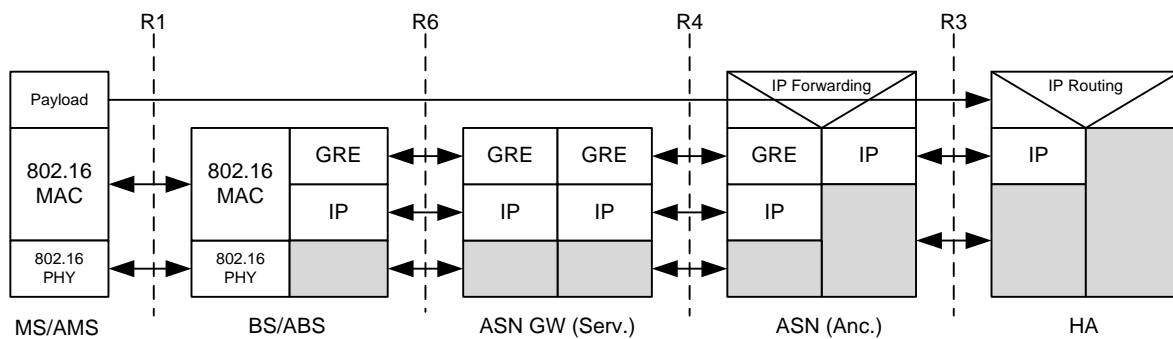 R1 R6 R4 R3
Payload IP Forwarding IP Routing
802.16 MAC 802.16 MAC GRE GRE GRE GRE IP IP
IP IP IP IP
802.16 PHY 802.16 PHY
MS/AMS BS/ABS ASN GW (Serv.) ASN (Anc.) HA